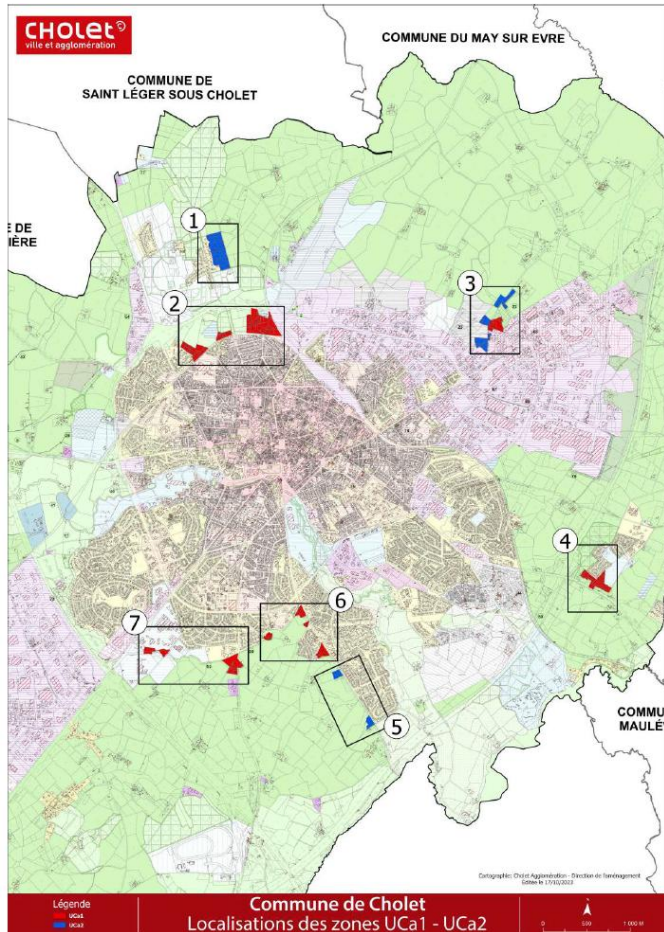 CHOLET
ville et agglomération
COMMUNE DU MAY SUR EVRE
COMMUNE DE
SAINT LÉGER SOUS CHOLET
E DE
IÈRE
1
2
3
4
5
6
7
COMMU
MAULÉV
Cartographie: Cholet Agglomération - Direction de l'aménagement
Légende
UCa1
UCa2
Commune de Cholet
Localisations des zones UCa1 - UCa2
0 500 1 000 M